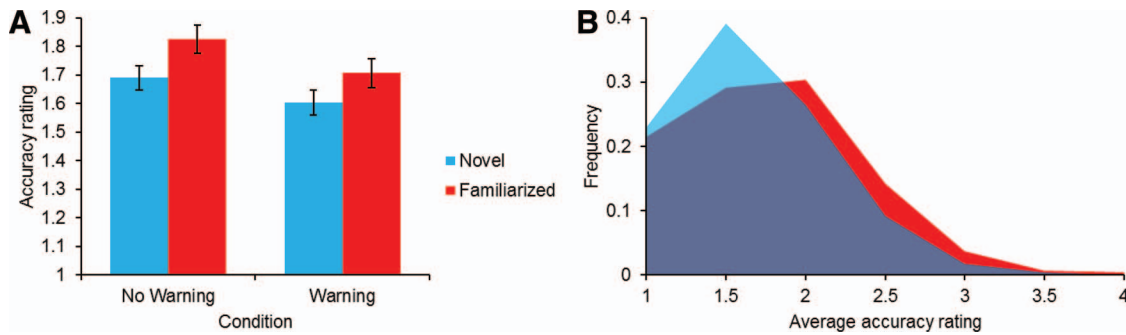 A
Accuracy rating
1.9
1.8
1.7
1.6
1.5
1.4
1.3
1.2
1.1
1
No Warning Warning
Condition
Novel
Familiarized
B
Frequency
0.4
0.3
0.2
0.1
0
1 1.5 2 2.5 3 3.5 4
Average accuracy rating